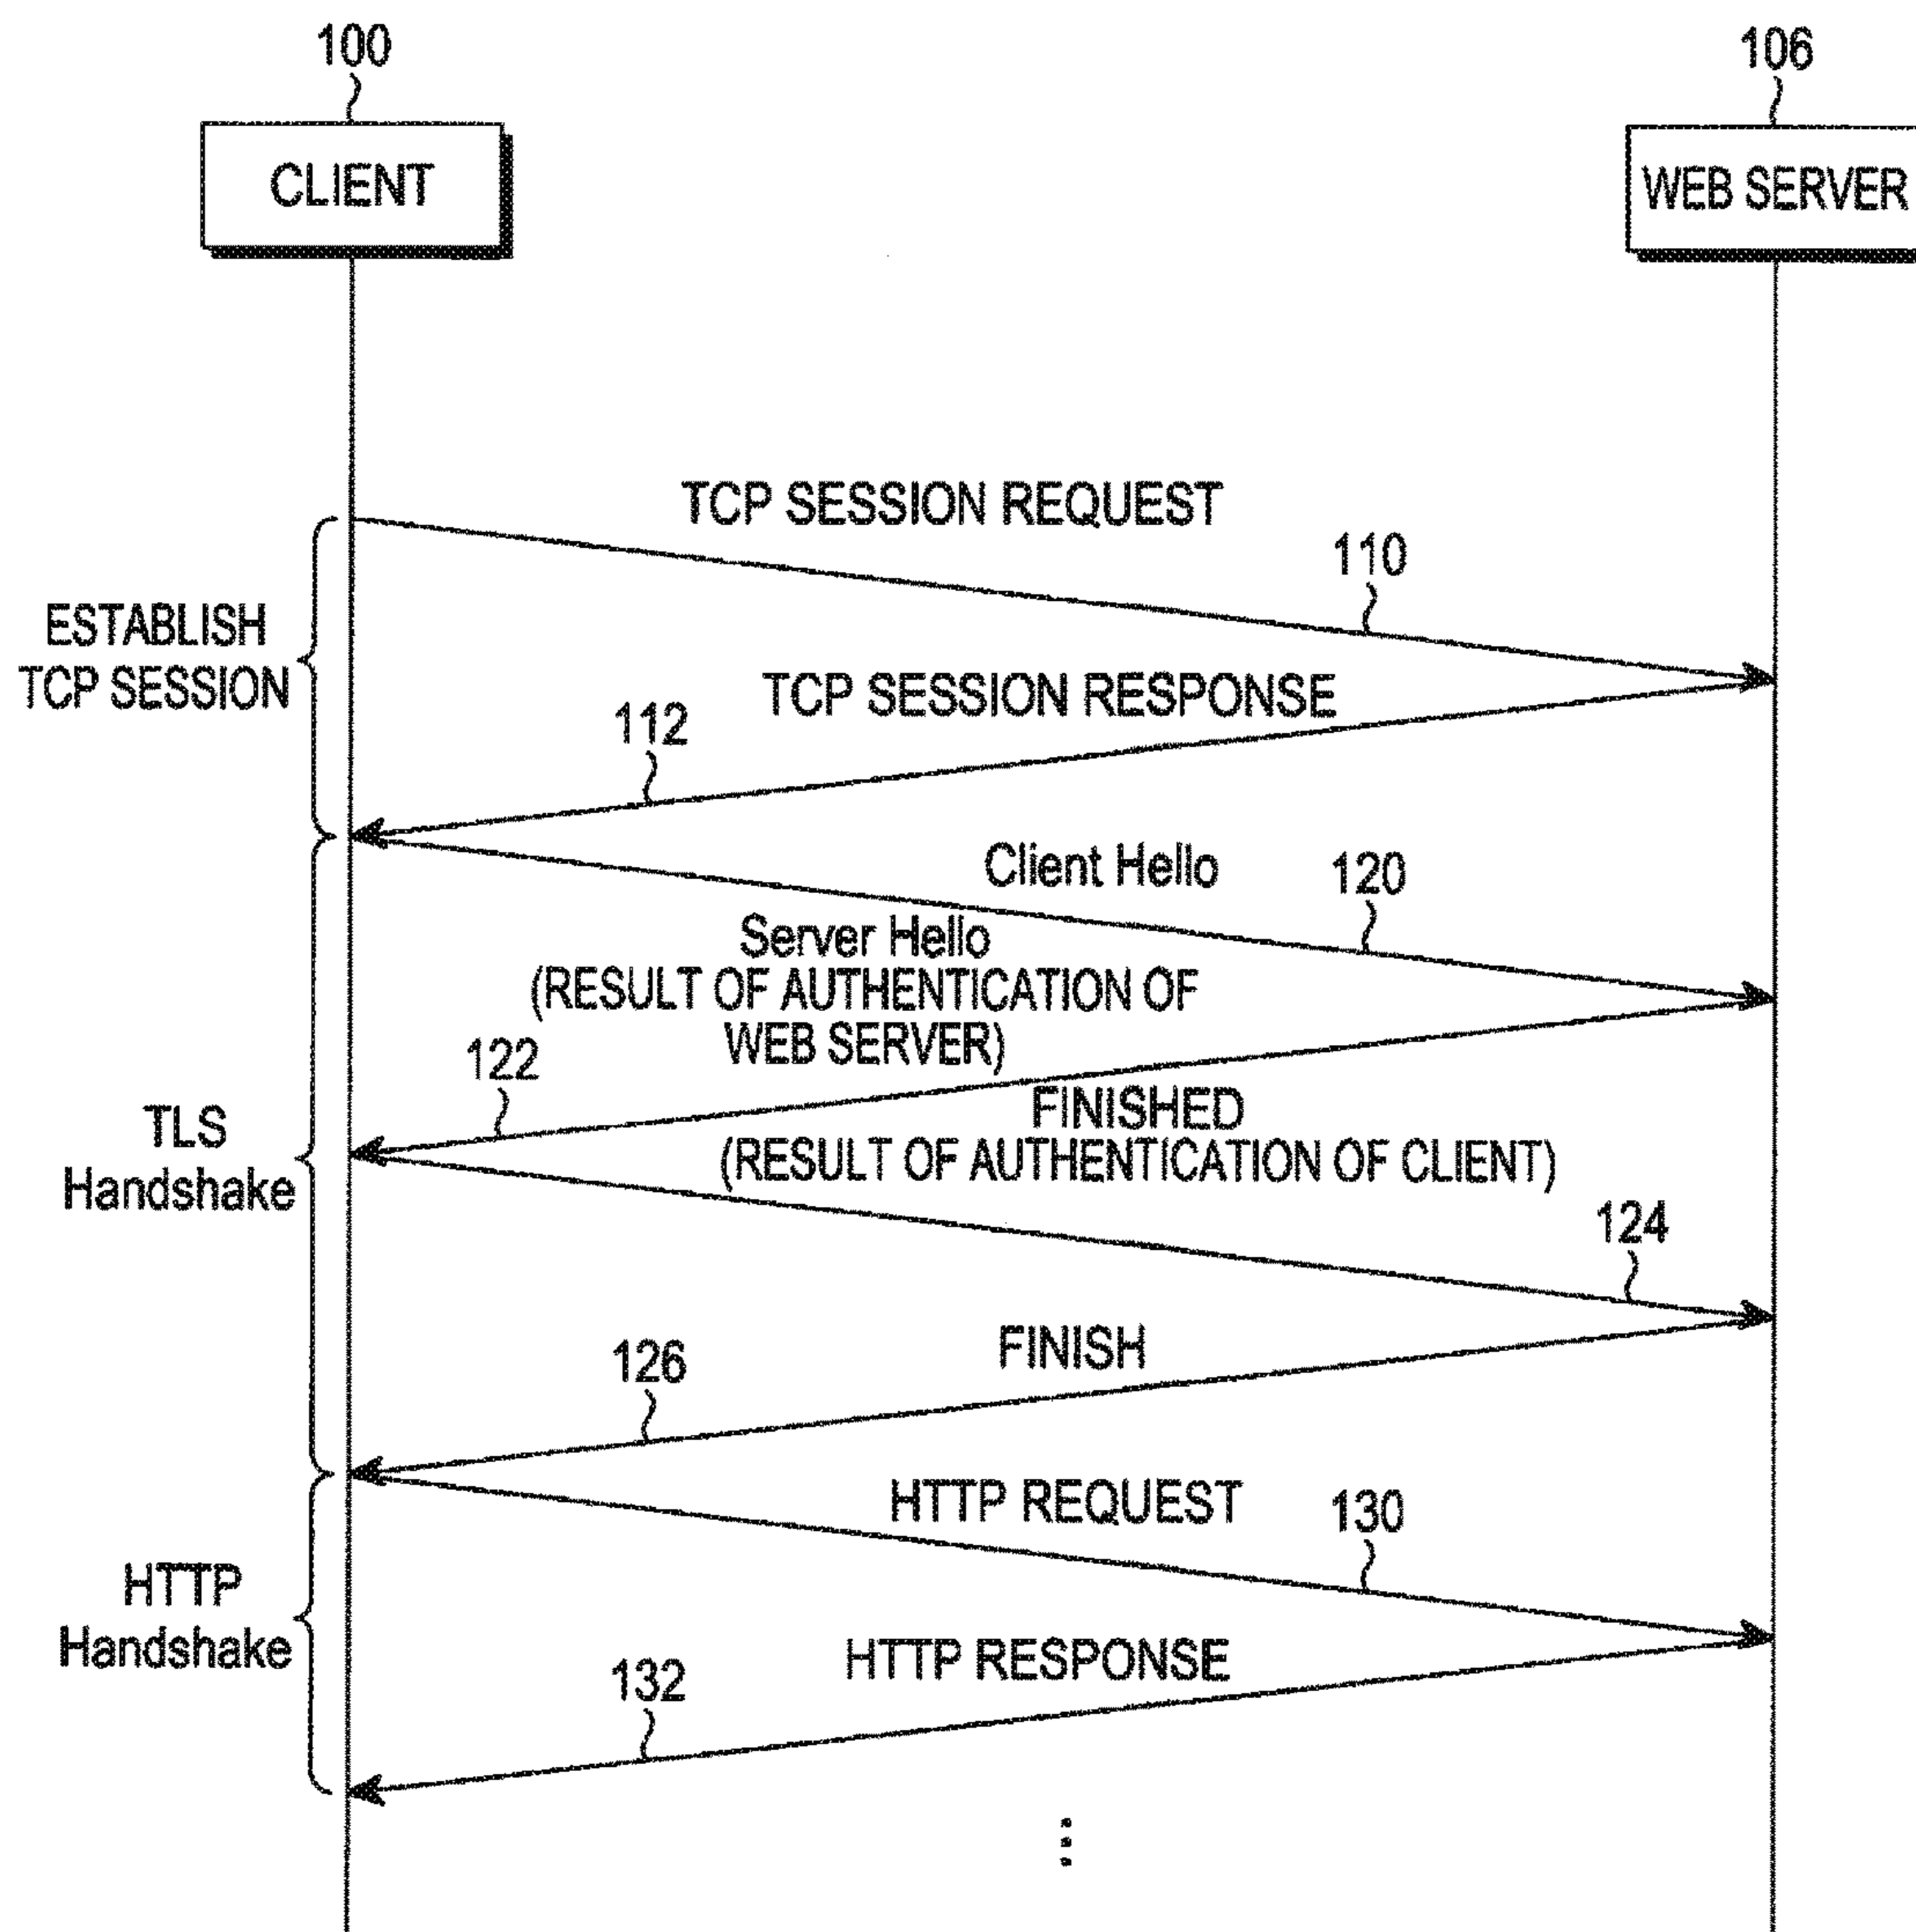 100
106
CLIENT
WEB SERVER
TCP SESSION REQUEST
110
ESTABLISH
TCP SESSION
TCP SESSION RESPONSE
112
Client Hello
120
Server Hello
(RESULT OF AUTHENTICATION OF
WEB SERVER)
122
FINISHED
(RESULT OF AUTHENTICATION OF CLIENT)
TLS
Handshake
124
FINISH
126
HTTP REQUEST
130
HTTP
Handshake
HTTP RESPONSE
132